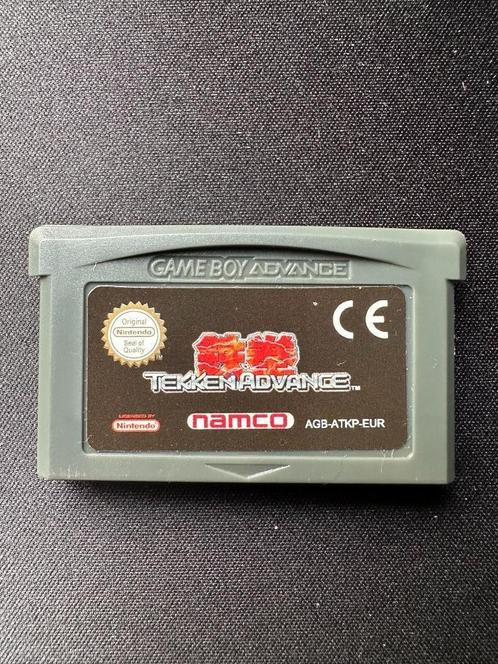 GAME BOY ADVANCE
Original
Nintendo
Seal of
Quality
CE
鉄拳
TEKKEN ADVANCE™
LICENSED BY
Nintendo
namco
AGB-ATKP-EUR